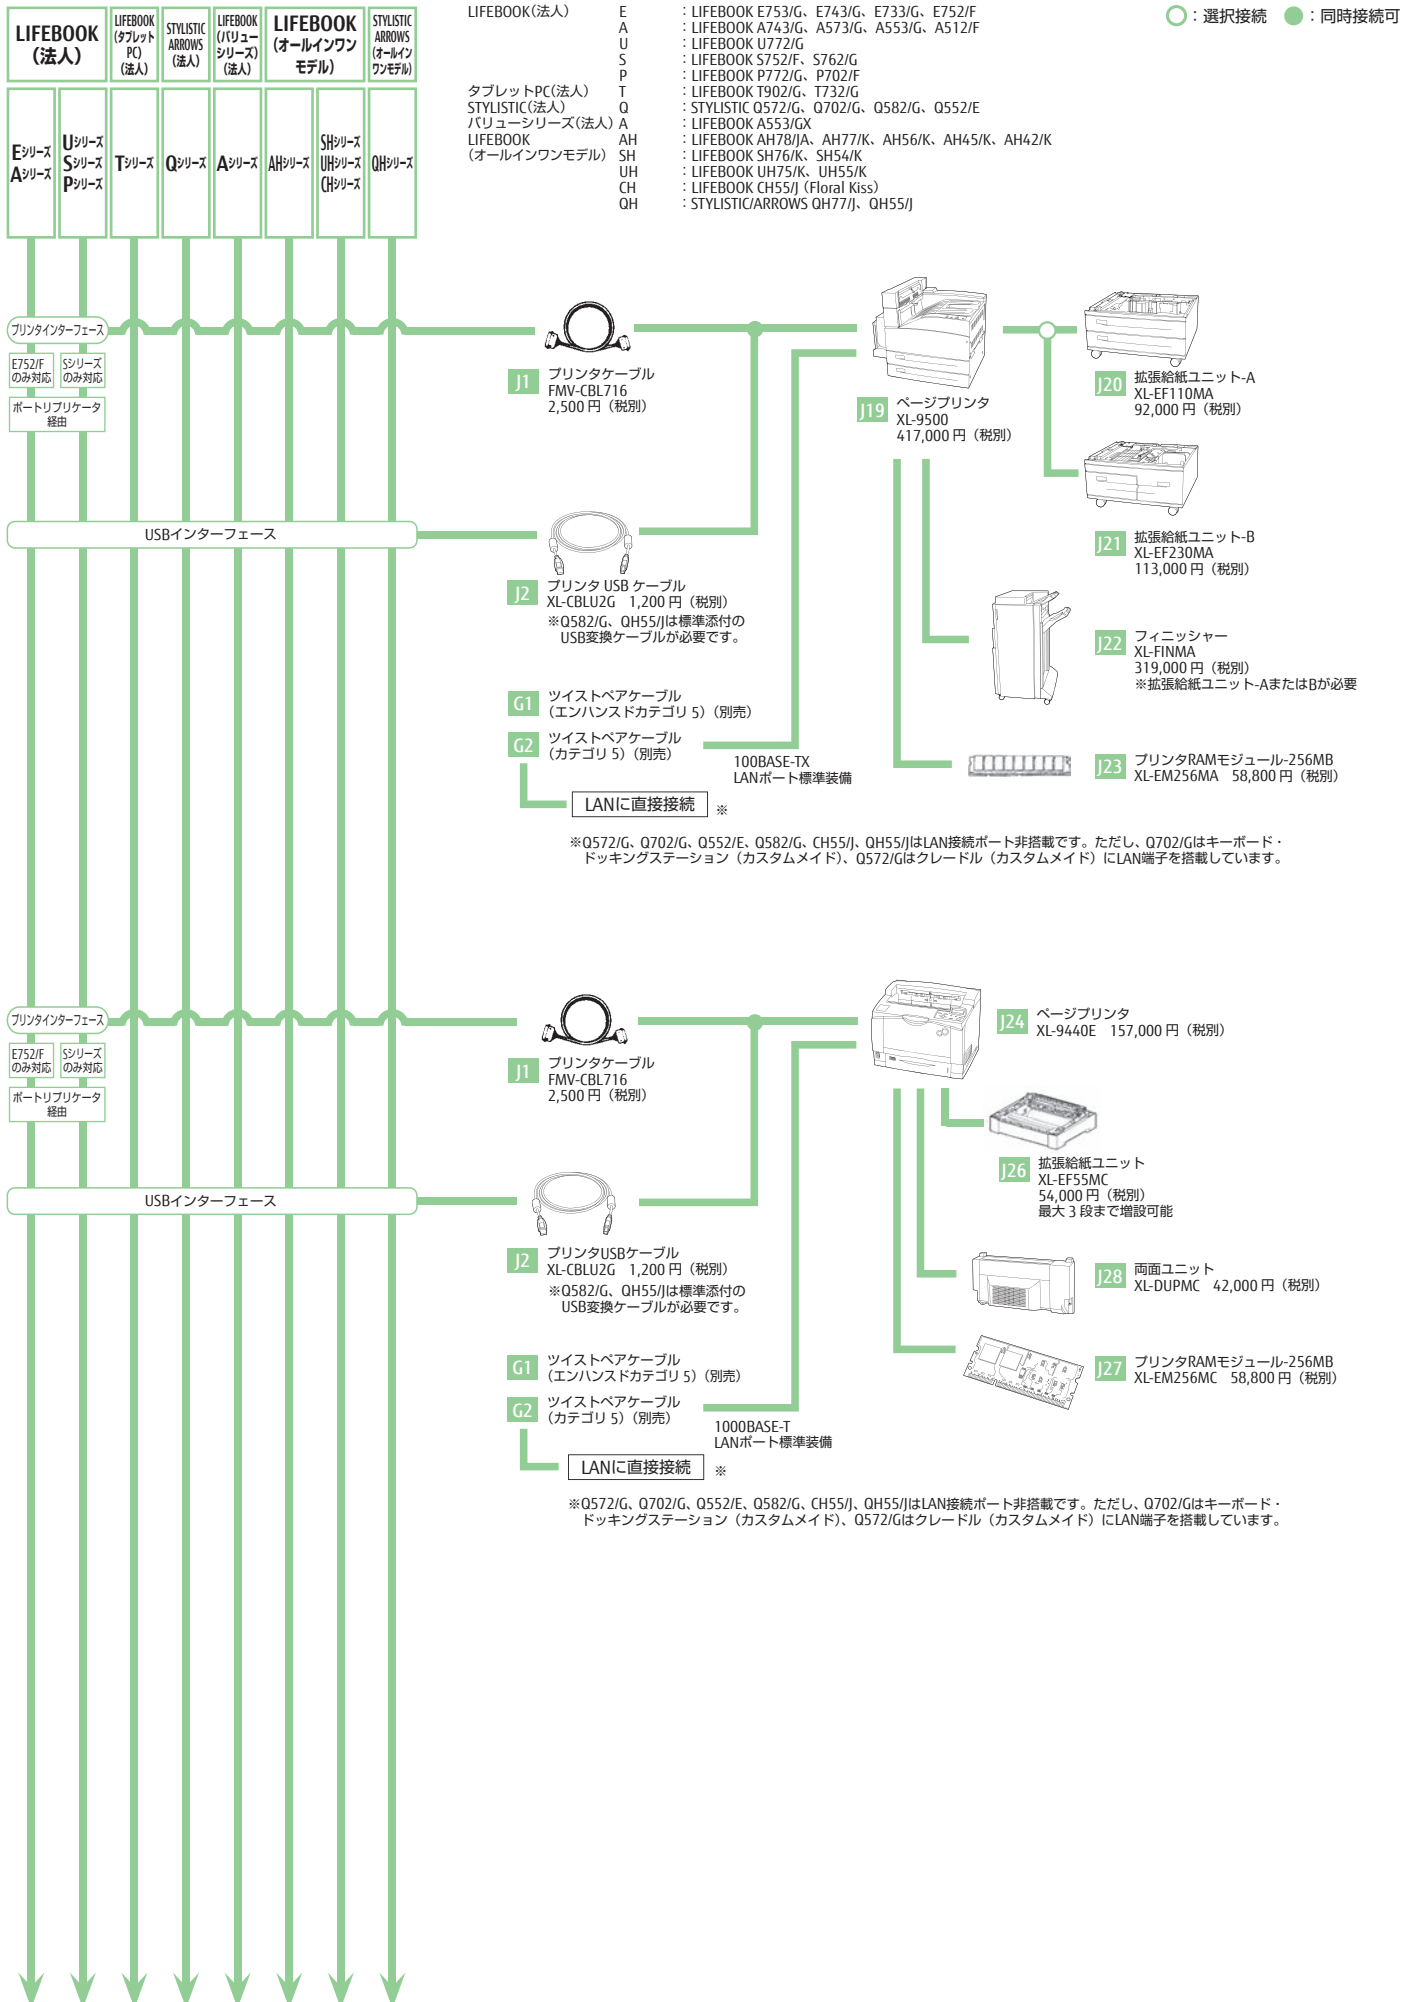 LIFEBOOK
(法人)
LIFEBOOK
(タブレット
PC)
(法人)
STYLISTIC
ARROWS
(法人)
LIFEBOOK
(バリュー
シリーズ)
(法人)
LIFEBOOK
(オールインワン
モデル)
STYLISTIC
ARROWS
(オールイン
ワンモデル)
Eシリーズ
Aシリーズ
Uシリーズ
Sシリーズ
Pシリーズ
Tシリーズ
Qシリーズ
Aシリーズ
AHシリーズ
SHシリーズ
UHシリーズ
CHシリーズ
QHシリーズ
LIFEBOOK(法人) E : LIFEBOOK E753/G、E743/G、E733/G、E752/F
A : LIFEBOOK A743/G、A573/G、A553/G、A512/F
U : LIFEBOOK U772/G
S : LIFEBOOK S752/F、S762/G
P : LIFEBOOK P772/G、P702/F
タブレットPC(法人) T : LIFEBOOK T902/G、T732/G
STYLISTIC(法人) Q : STYLISTIC Q572/G、Q702/G、Q582/G、Q552/E
バリューシリーズ(法人) A : LIFEBOOK A553/GX
LIFEBOOK AH : LIFEBOOK AH78/JA、AH77/K、AH56/K、AH45/K、AH42/K
(オールインワンモデル) SH : LIFEBOOK SH76/K、SH54/K
UH : LIFEBOOK UH75/K、UH55/K
CH : LIFEBOOK CH55/J (Floral Kiss)
QH : STYLISTIC/ARROWS QH77/J、QH55/J
○：選択接続 ●：同時接続可
プリンタインターフェース
E752/F
のみ対応
Sシリーズ
のみ対応
ポートリプリケータ
経由
J1 プリンタケーブル
FMV-CBL716
2,500 円（税別）
J19 ページプリンタ
XL-9500
417,000 円（税別）
J20 拡張給紙ユニット-A
XL-EF110MA
92,000 円（税別）
USBインターフェース
J21 拡張給紙ユニット-B
XL-EF230MA
113,000 円（税別）
J2 プリンタ USB ケーブル
XL-CBLU2G 1,200 円（税別）
※Q582/G、QH55/Jは標準添付の
USB変換ケーブルが必要です。
J22 フィニッシャー
XL-FINMA
319,000 円（税別）
※拡張給紙ユニット-AまたはBが必要
G1 ツイストペアケーブル
（エンハンスドカテゴリ 5）（別売）
G2 ツイストペアケーブル
（カテゴリ 5）（別売）
100BASE-TX
LANポート標準装備
J23 プリンタRAMモジュール-256MB
XL-EM256MA 58,800 円（税別）
LANに直接接続 ※
※Q572/G、Q702/G、Q552/E、Q582/G、CH55/J、QH55/JはLAN接続ポート非搭載です。ただし、Q702/Gはキーボード・
ドッキングステーション（カスタムメイド）、Q572/Gはクレードル（カスタムメイド）にLAN端子を搭載しています。
プリンタインターフェース
E752/F
のみ対応
Sシリーズ
のみ対応
ポートリプリケータ
経由
J1 プリンタケーブル
FMV-CBL716
2,500 円（税別）
J24 ページプリンタ
XL-9440E 157,000 円（税別）
J26 拡張給紙ユニット
XL-EF55MC
54,000 円（税別）
最大 3 段まで増設可能
USBインターフェース
J2 プリンタUSBケーブル
XL-CBLU2G 1,200 円（税別）
※Q582/G、QH55/Jは標準添付の
USB変換ケーブルが必要です。
J28 両面ユニット
XL-DUPMC 42,000 円（税別）
G1 ツイストペアケーブル
（エンハンスドカテゴリ 5）（別売）
G2 ツイストペアケーブル
（カテゴリ 5）（別売）
1000BASE-T
LANポート標準装備
J27 プリンタRAMモジュール-256MB
XL-EM256MC 58,800 円（税別）
LANに直接接続 ※
※Q572/G、Q702/G、Q552/E、Q582/G、CH55/J、QH55/JはLAN接続ポート非搭載です。ただし、Q702/Gはキーボード・
ドッキングステーション（カスタムメイド）、Q572/Gはクレードル（カスタムメイド）にLAN端子を搭載しています。